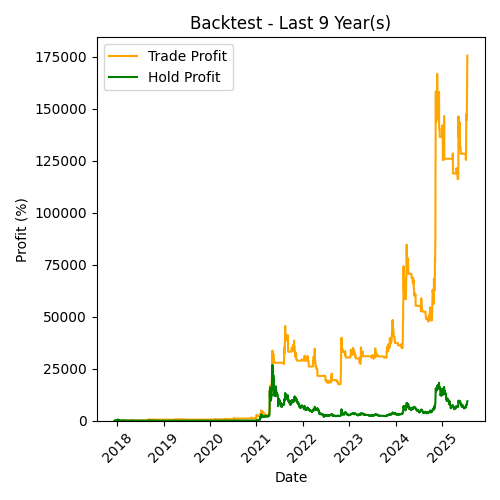 Backtest - Last 9 Year(s)
Trade Profit
Hold Profit
Profit (%)
175000
150000
125000
100000
75000
50000
25000
0
2018 2019 2020 2021 2022 2023 2024 2025
Date